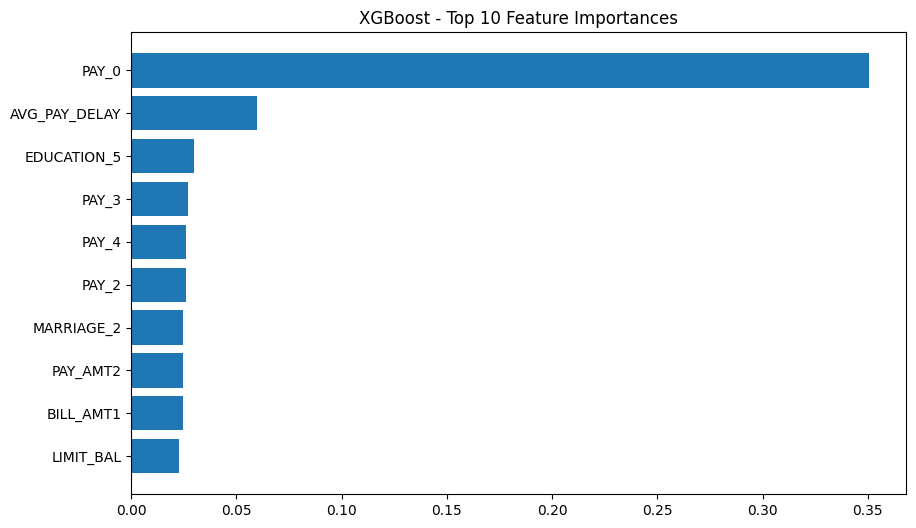 XGBoost - Top 10 Feature Importances
PAY_0
AVG_PAY_DELAY
EDUCATION_5
PAY_3
PAY_4
PAY_2
MARRIAGE_2
PAY_AMT2
BILL_AMT1
LIMIT_BAL
0.00 0.05 0.10 0.15 0.20 0.25 0.30 0.35